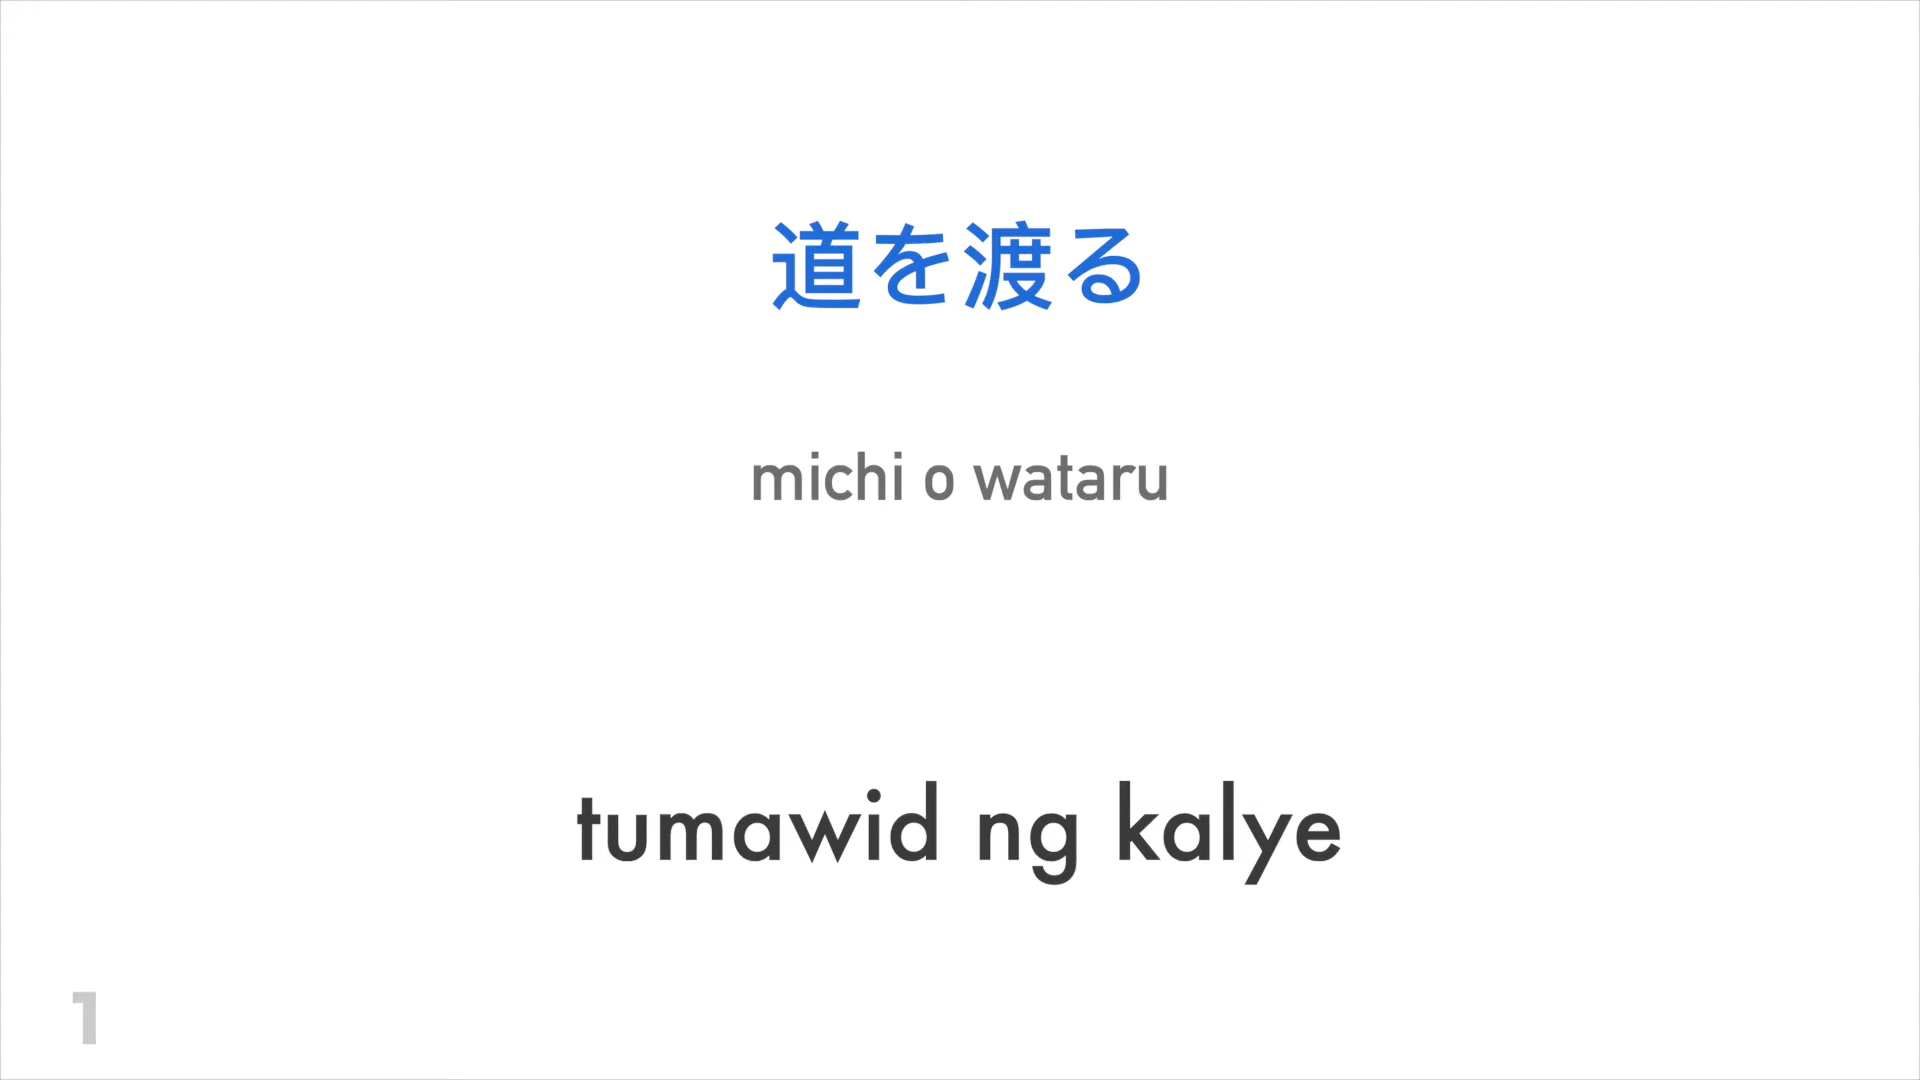 道を渡る
michi o wataru
tumawid ng kalye
1